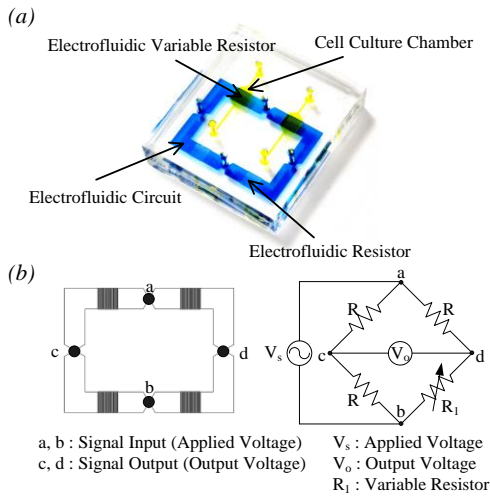 (a)
Electrofluidic Variable Resistor
Cell Culture Chamber
Electrofluidic Circuit
Electrofluidic Resistor
(b)
a
c
d
b
a
R
R
Vs
c
Vo
d
R
R1
b
a, b : Signal Input (Applied Voltage)
c, d : Signal Output (Output Voltage)
Vs : Applied Voltage
Vo : Output Voltage
R1 : Variable Resistor